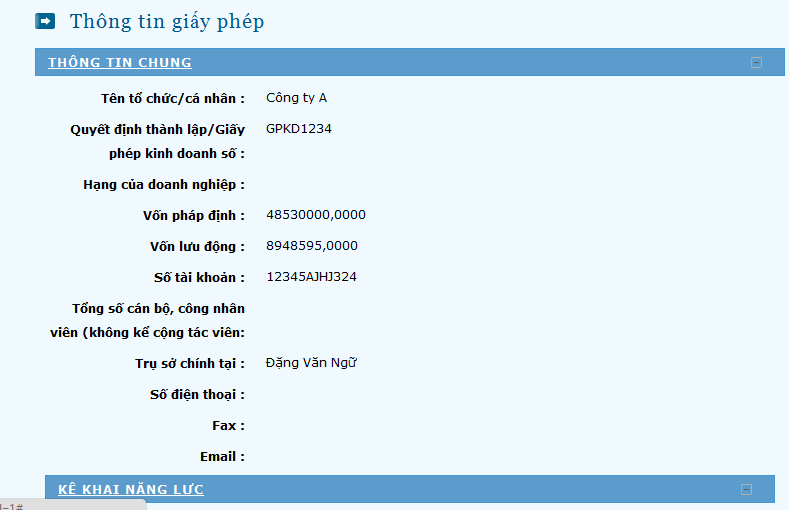 Thông tin giấy phép
THÔNG TIN CHUNG
Tên tổ chức/cá nhân : Công ty A
Quyết định thành lập/Giấy phép kinh doanh số : GPKD1234
Hạng của doanh nghiệp :
Vốn pháp định : 48530000,0000
Vốn lưu động : 8948595,0000
Số tài khoản : 12345AJHJ324
Tổng số cán bộ, công nhân
viên (không kể cộng tác viên:
Trụ sở chính tại : Đặng Văn Ngữ
Số điện thoại :
Fax :
Email :
KÊ KHAI NĂNG LỰC